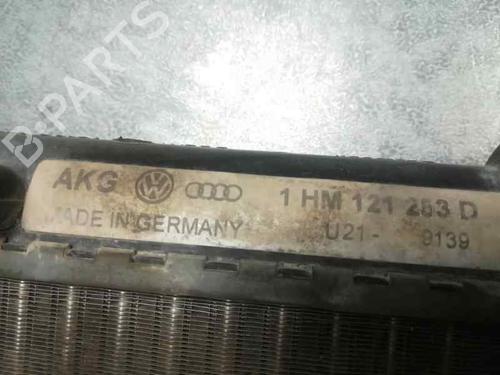 B-PARTS
AKG 1 HM 121 253 D
MADE IN GERMANY U21- 9139